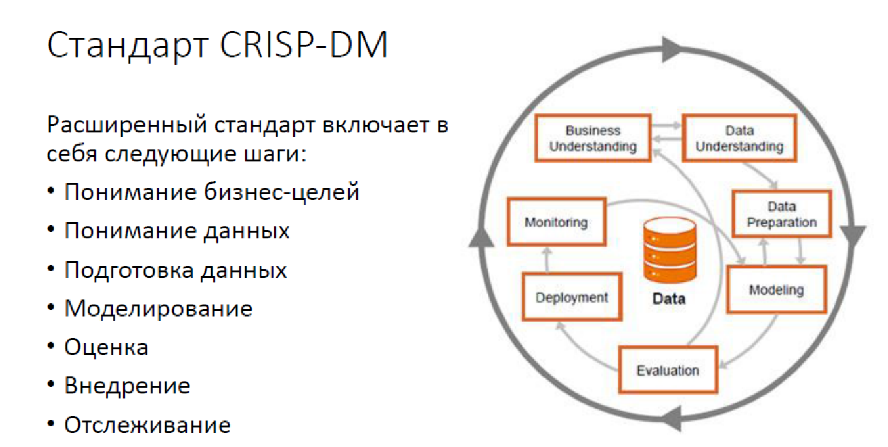 Стандарт CRISP-DM
Расширенный стандарт включает в
себя следующие шаги:
• Понимание бизнес-целей
• Понимание данных
• Подготовка данных
• Моделирование
• Оценка
• Внедрение
• Отслеживание
Business
Understanding
Data
Understanding
Data
Preparation
Monitoring
Modeling
Deployment
Data
Evaluation